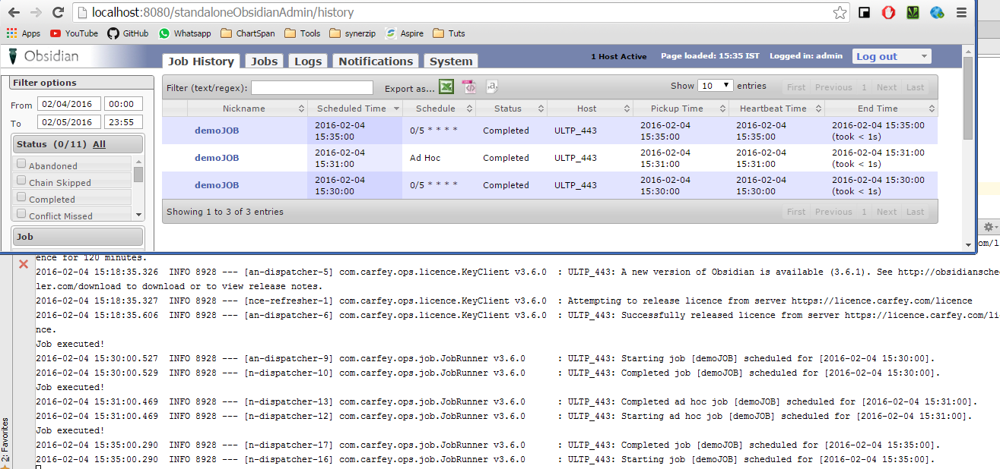 localhost:8080/standaloneObsidianAdmin/history
Apps YouTube GitHub Whatsapp ChartSpan Tools synerzip Aspire Tuts
Obsidian
Job History Jobs Logs Notifications System
1 Host Active Page loaded: 15:35 IST Logged in: admin Log out
Filter options
From 02/04/2016 00:00
To 02/05/2016 23:55
Status (0/11) All
Abandoned
Chain Skipped
Completed
Conflict Missed
Job
Filter (text/regex): Export as... Show 10 entries First Previous 1 Next Last
Nickname Scheduled Time Schedule Status Host Pickup Time Heartbeat Time End Time
demoJOB 2016-02-04 15:35:00 0/5 * * * * Completed ULTP_443 2016-02-04 15:35:00 2016-02-04 15:35:00 2016-02-04 15:35:00 (took < 1s)
demoJOB 2016-02-04 15:31:00 Ad Hoc Completed ULTP_443 2016-02-04 15:31:00 2016-02-04 15:31:00 2016-02-04 15:31:00 (took < 1s)
demoJOB 2016-02-04 15:30:00 0/5 * * * * Completed ULTP_443 2016-02-04 15:30:00 2016-02-04 15:30:00 2016-02-04 15:30:00 (took < 1s)
Showing 1 to 3 of 3 entries First Previous 1 Next Last
com/l
ence for 120 minutes.
2016-02-04 15:18:35.326 INFO 8928 --- [an-dispatcher-5] com.carfey.ops.licence.KeyClient v3.6.0 : ULTP_443: A new version of Obsidian is available (3.6.1). See http://obsidiansche
ler.com/download to download or to view release notes.
2016-02-04 15:18:35.327 INFO 8928 --- [nce-refresher-1] com.carfey.ops.licence.KeyClient v3.6.0 : Attempting to release licence from server https://licence.carfey.com/licence
2016-02-04 15:18:35.606 INFO 8928 --- [an-dispatcher-6] com.carfey.ops.licence.KeyClient v3.6.0 : ULTP_443: Successfully released licence from server https://licence.carfey.com/li
nce.
Job executed!
2016-02-04 15:30:00.527 INFO 8928 --- [an-dispatcher-9] com.carfey.ops.job.JobRunner v3.6.0 : ULTP_443: Starting job [demoJOB] scheduled for [2016-02-04 15:30:00].
2016-02-04 15:30:00.529 INFO 8928 --- [n-dispatcher-10] com.carfey.ops.job.JobRunner v3.6.0 : ULTP_443: Completed job [demoJOB] scheduled for [2016-02-04 15:30:00].
Job executed!
2016-02-04 15:31:00.469 INFO 8928 --- [n-dispatcher-13] com.carfey.ops.job.JobRunner v3.6.0 : ULTP_443: Completed ad hoc job [demoJOB] scheduled for [2016-02-04 15:31:00].
2016-02-04 15:31:00.469 INFO 8928 --- [n-dispatcher-12] com.carfey.ops.job.JobRunner v3.6.0 : ULTP_443: Starting ad hoc job [demoJOB] scheduled for [2016-02-04 15:31:00].
Job executed!
2016-02-04 15:35:00.290 INFO 8928 --- [n-dispatcher-17] com.carfey.ops.job.JobRunner v3.6.0 : ULTP_443: Completed job [demoJOB] scheduled for [2016-02-04 15:35:00].
2016-02-04 15:35:00.290 INFO 8928 --- [n-dispatcher-16] com.carfey.ops.job.JobRunner v3.6.0 : ULTP_443: Starting job [demoJOB] scheduled for [2016-02-04 15:35:00].
2: Favorites